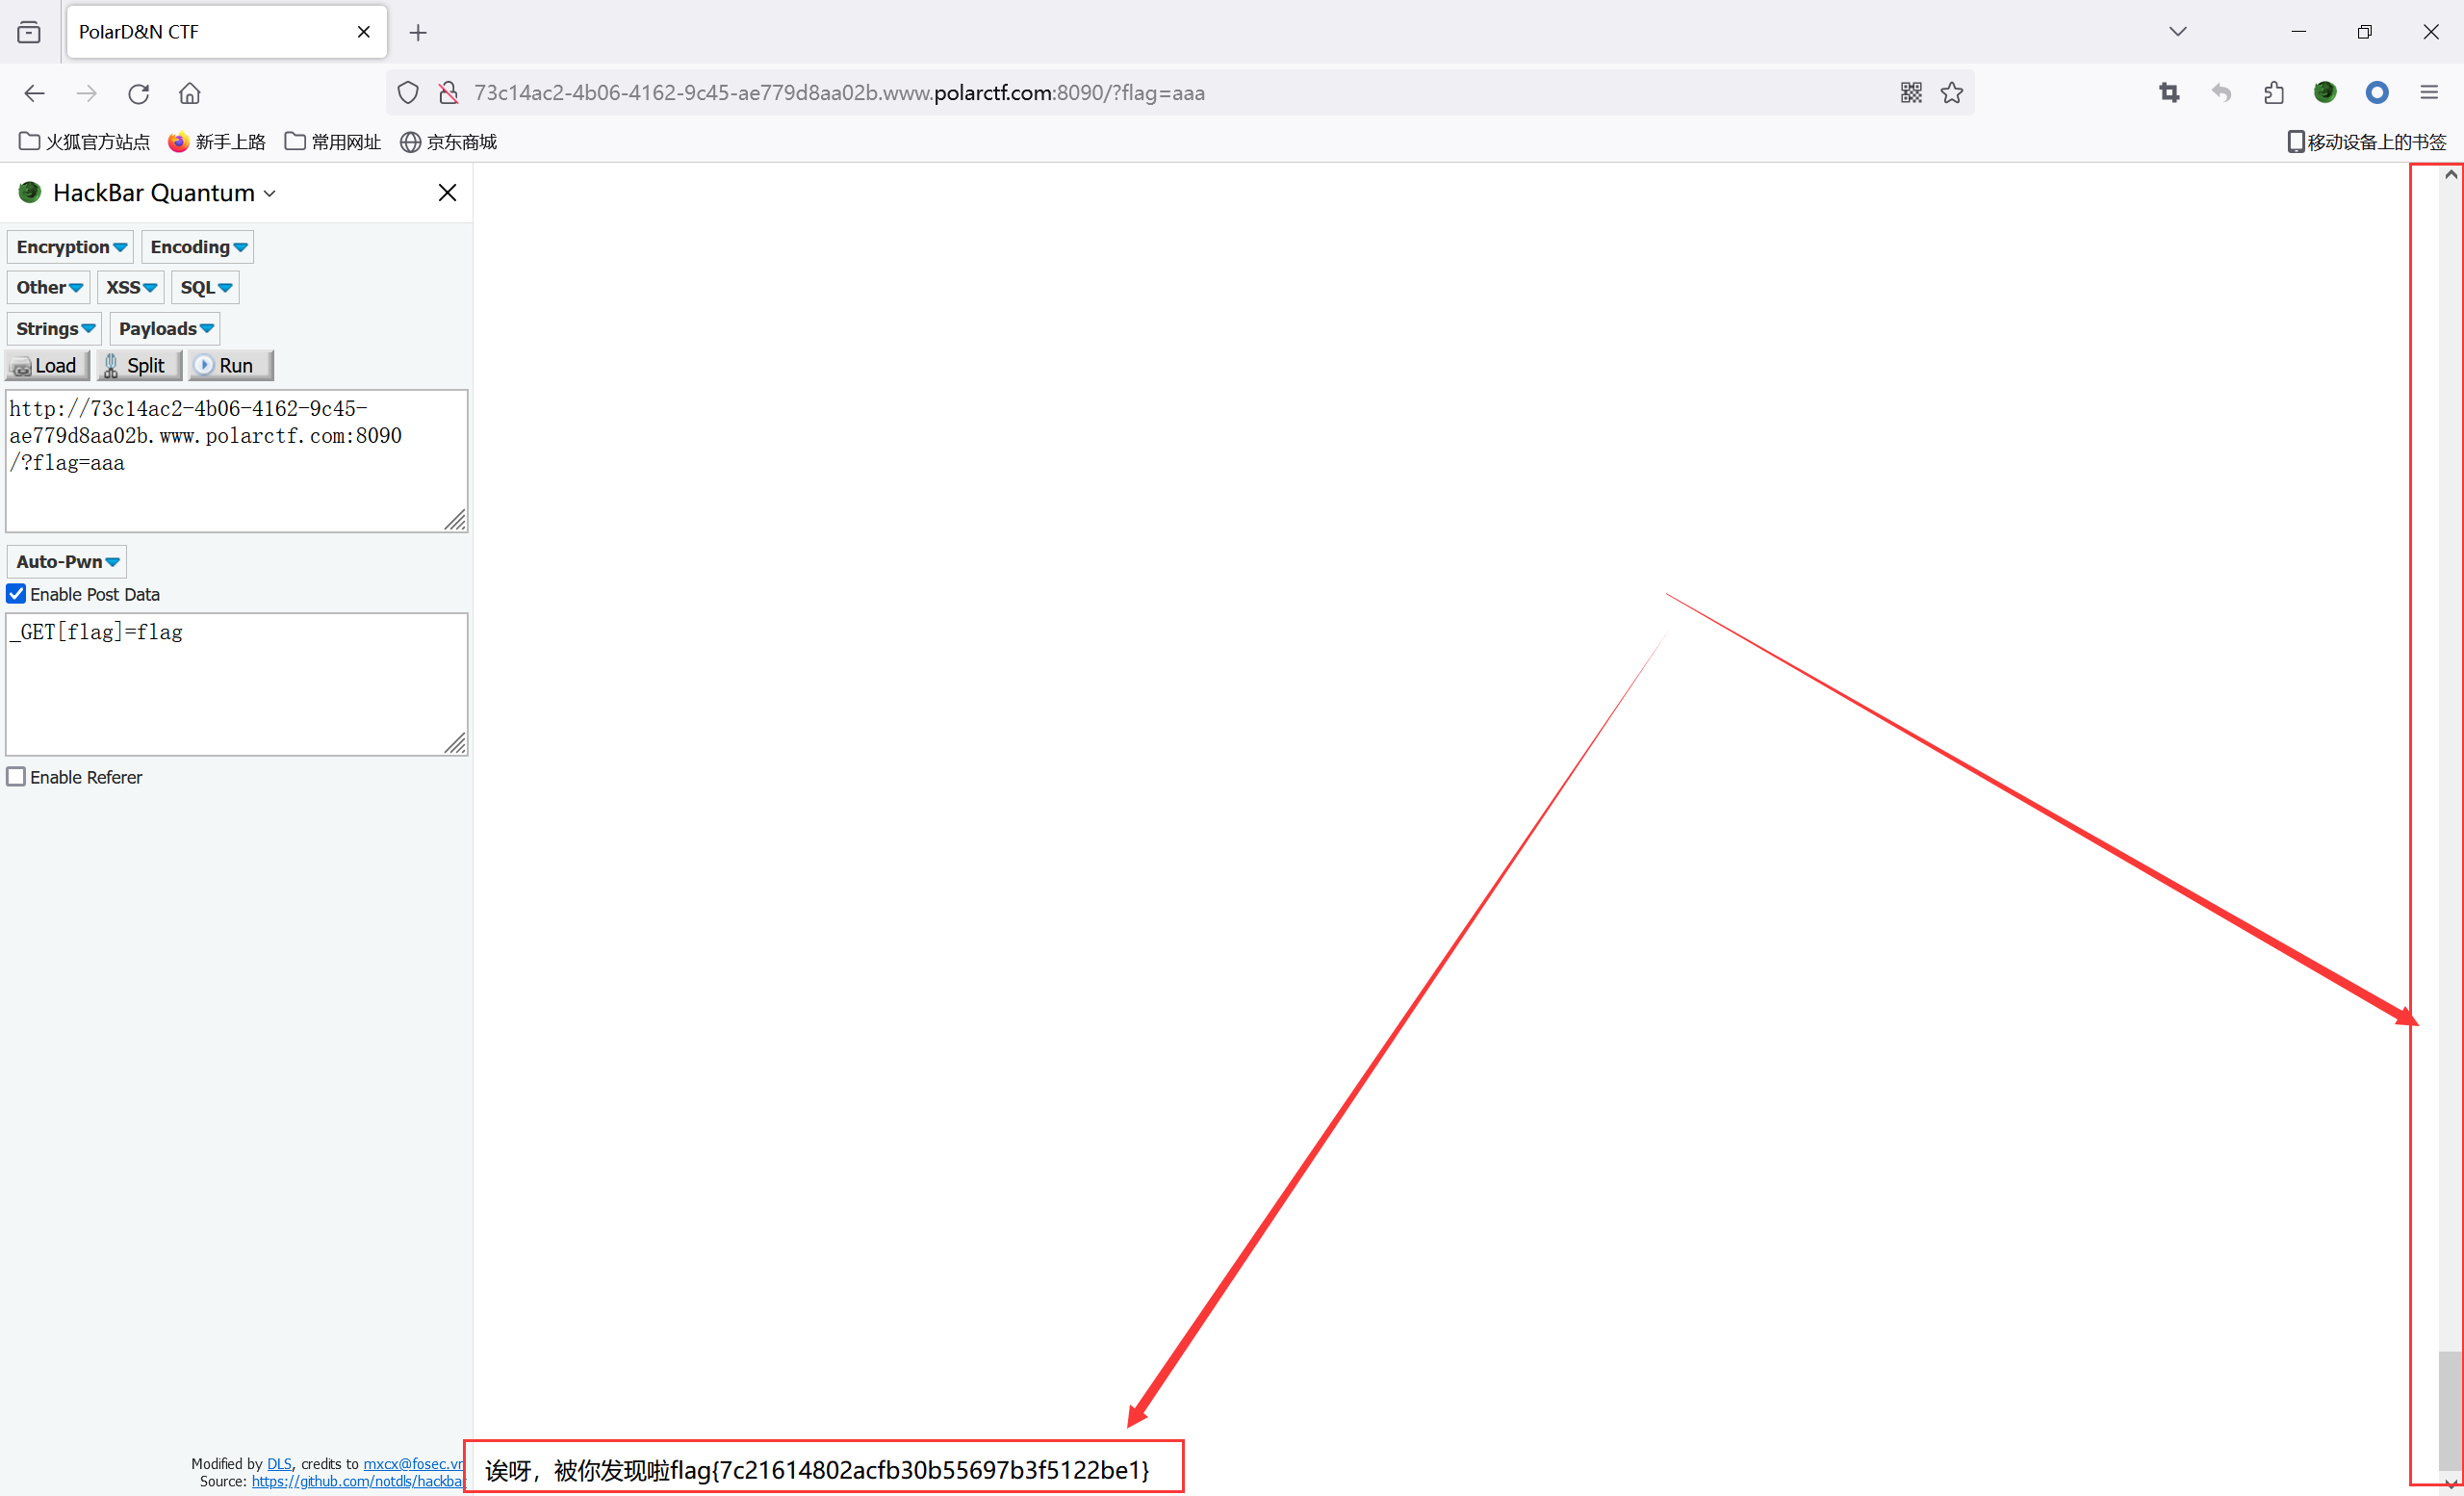 PolarD&N CTF
73c14ac2-4b06-4162-9c45-ae779d8aa02b.www.polarctf.com:8090/?flag=aaa
火狐官方站点 新手上路 常用网址 京东商城 移动设备上的书签
HackBar Quantum
Encryption Encoding
Other XSS SQL
Strings Payloads
Load Split Run
http://73c14ac2-4b06-4162-9c45-
ae779d8aa02b.www.polarctf.com:8090
/?flag=aaa
Auto-Pwn
Enable Post Data
_GET[flag]=flag
Enable Referer
Modified by DLS, credits to mxcx@fosec.vn
Source: https://github.com/notdls/hackbar
诶呀，被你发现啦flag{7c21614802acfb30b55697b3f5122be1}